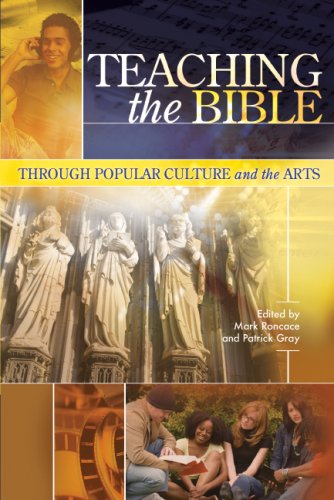 TEACHING
the BIBLE
THROUGH POPULAR CULTURE and the ARTS
Edited by
Mark Roncace
and Patrick Gray